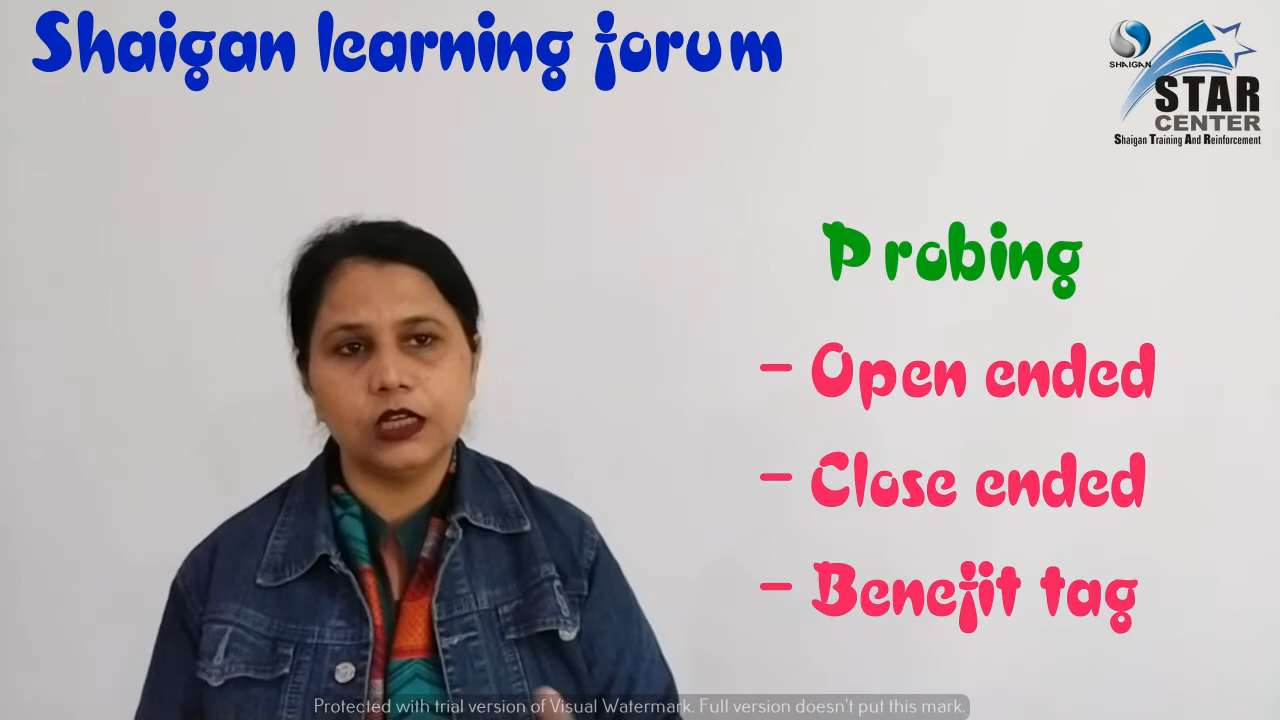 Shaigan learning forum
SHAIGAN
STAR
CENTER
Shaigan Training And Reinforcement
Probing
- Open ended
- Close ended
- Benefit tag
Protected with trial version of Visual Watermark. Full version doesn't put this mark.